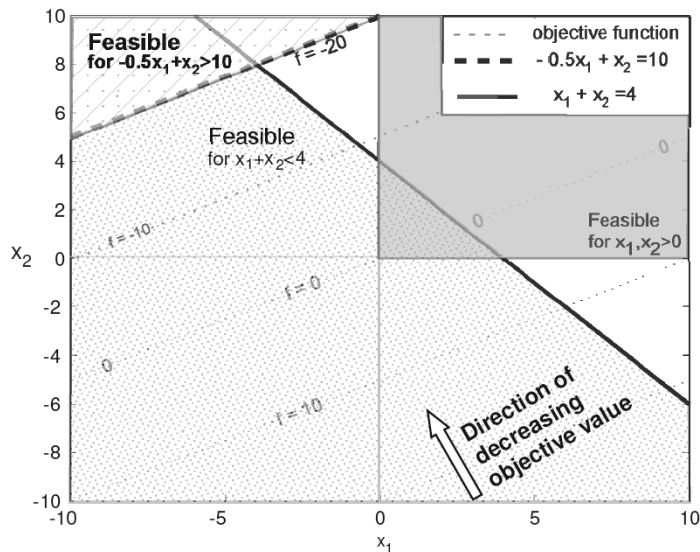 10
8
6
4
2
0
-2
-4
-6
-8
-10
x2
-10
-5
0
5
10
x1
Feasible
for -0.5x1+x2>10
f = -20
objective function
- 0.5x1 + x2 =10
x1 + x2 =4
Feasible
for x1+x2<4
0
0
Feasible
for x1,x2>0
f = -10
f = 0
0
f = 10
Direction of
decreasing
objective value